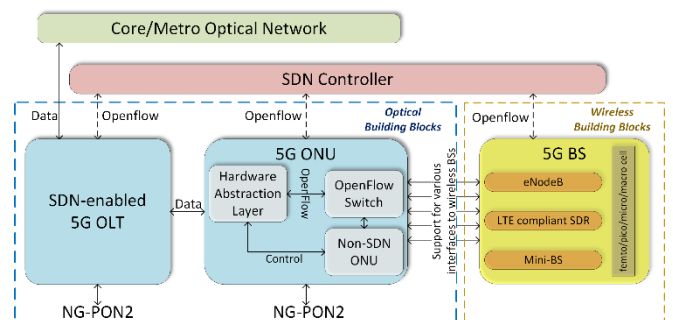 Core/Metro Optical Network
SDN Controller
Data
Openflow
Openflow
Optical
Building Blocks
Openflow
Wireless
Building Blocks
SDN-enabled
5G OLT
Data
5G ONU
Hardware
Abstraction
Layer
OpenFlow
OpenFlow
Switch
Control
Non-SDN
ONU
Support for various
interfaces to wireless BSs
5G BS
eNodeB
LTE compliant SDR
Mini-BS
femto/pico/micro/macro cell
NG-PON2
NG-PON2